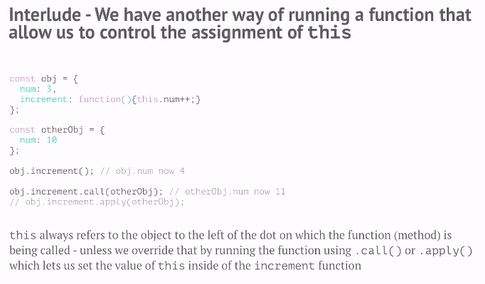 Interlude - We have another way of running a function that
allow us to control the assignment of this
const obj = {
num: 3,
increment: function(){this.num++;}
};
const otherObj = {
num: 10
};
obj.increment(); // obj.num now 4
obj.increment.call(otherObj); // otherObj.num now 11
// obj.increment.apply(otherObj);
this always refers to the object to the left of the dot on which the function (method) is
being called - unless we override that by running the function using .call() or .apply()
which lets us set the value of this inside of the increment function